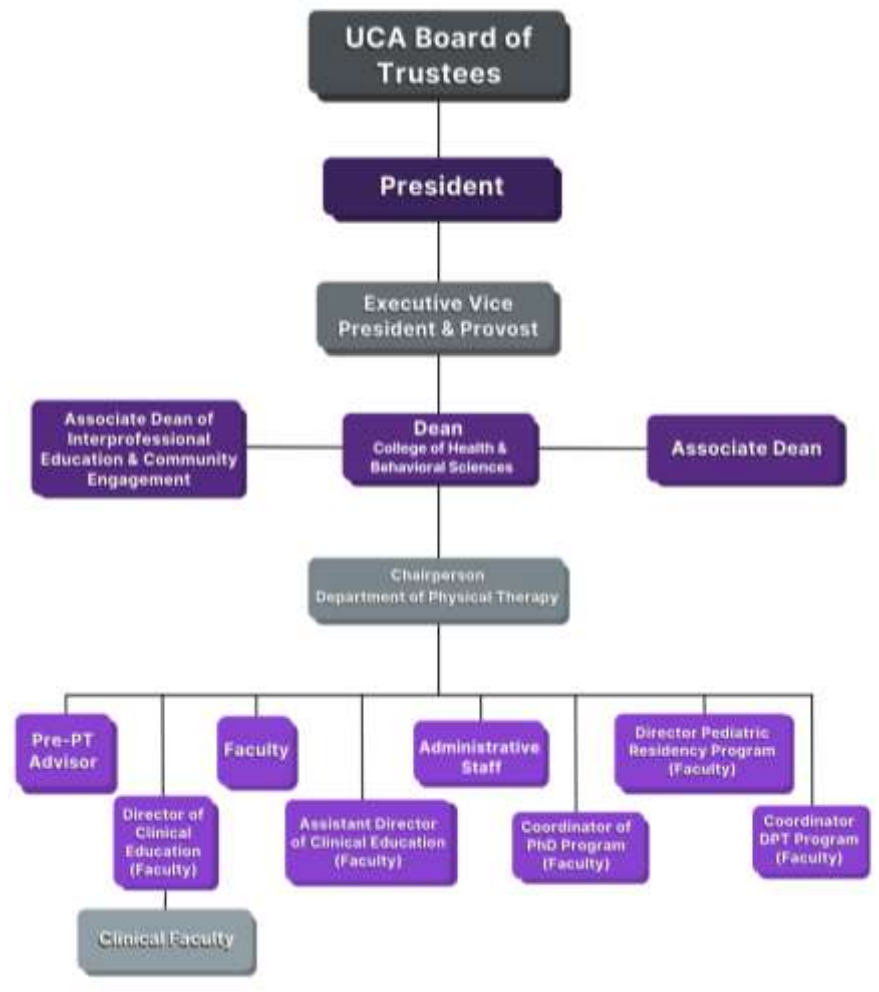 UCA Board of
Trustees
President
Executive Vice
President & Provost
Associate Dean of
Interprofessional
Education & Community
Engagement
Dean
College of Health &
Behavioral Sciences
Associate Dean
Chairperson
Department of Physical Therapy
Pre-PT
Advisor
Director of
Clinical
Education
(Faculty)
Faculty
Assistant Director
of Clinical Education
(Faculty)
Administrative
Staff
Coordinator of
PhD Program
(Faculty)
Director Pediatric
Residency Program
(Faculty)
Coordinator
DPT Program
(Faculty)
Clinical Faculty